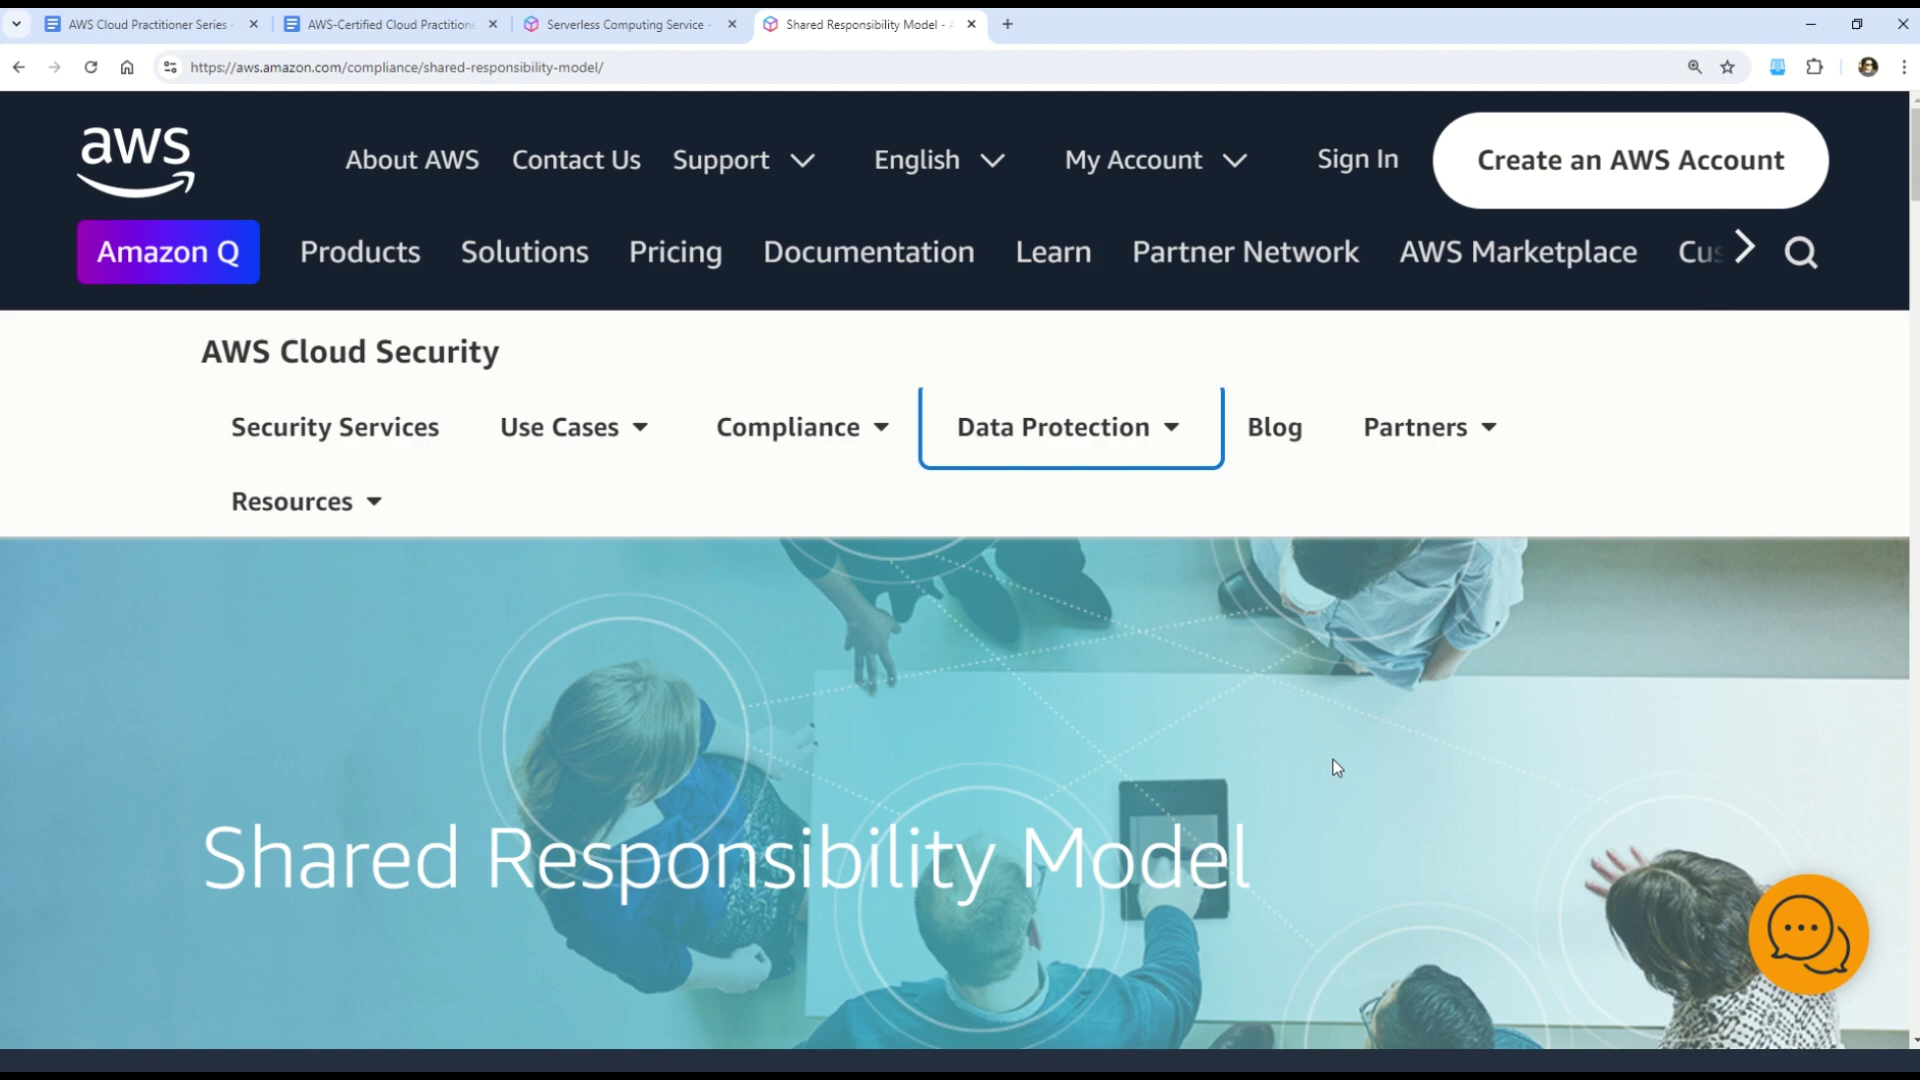 AWS Cloud Practitioner Series -
AWS-Certified Cloud Practitione
Serverless Computing Service -
Shared Responsibility Model - A
https://aws.amazon.com/compliance/shared-responsibility-model/
aws
About AWS
Contact Us
Support
English
My Account
Sign In
Create an AWS Account
Amazon Q
Products
Solutions
Pricing
Documentation
Learn
Partner Network
AWS Marketplace
Cus
AWS Cloud Security
Security Services
Use Cases
Compliance
Data Protection
Blog
Partners
Resources
Shared Responsibility Model